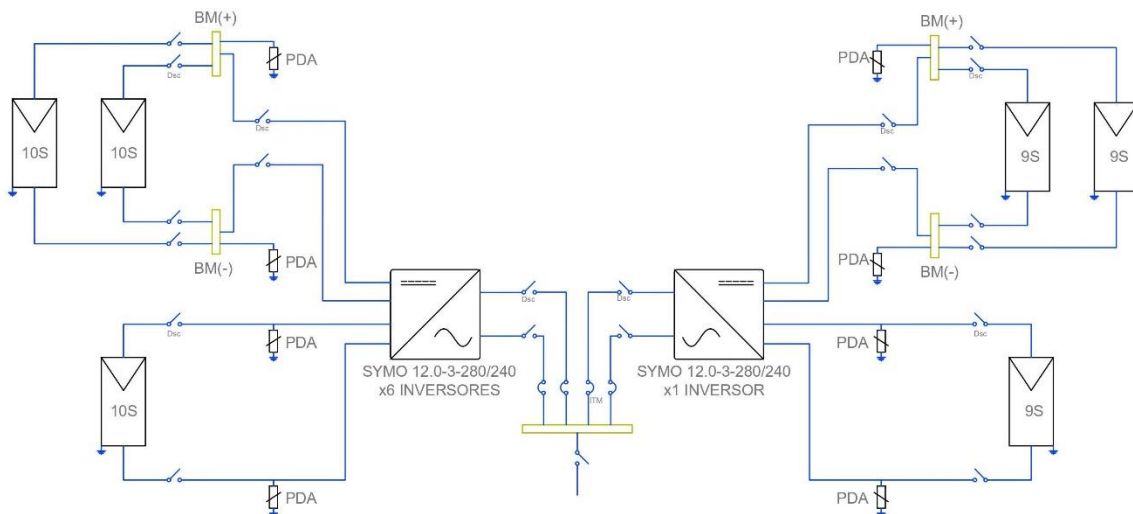 BM(+)
PDA
Dsc
10S
10S
Dsc
BM(-)
PDA
Dsc
PDA
10S
PDA
SYMO 12.0-3-280/240
x6 INVERSORES
Dsc
Dsc
ITM
SYMO 12.0-3-280/240
x1 INVERSOR
BM(+)
PDA
Dsc
Dsc
9S
9S
PDA
BM(-)
PDA
Dsc
9S
PDA